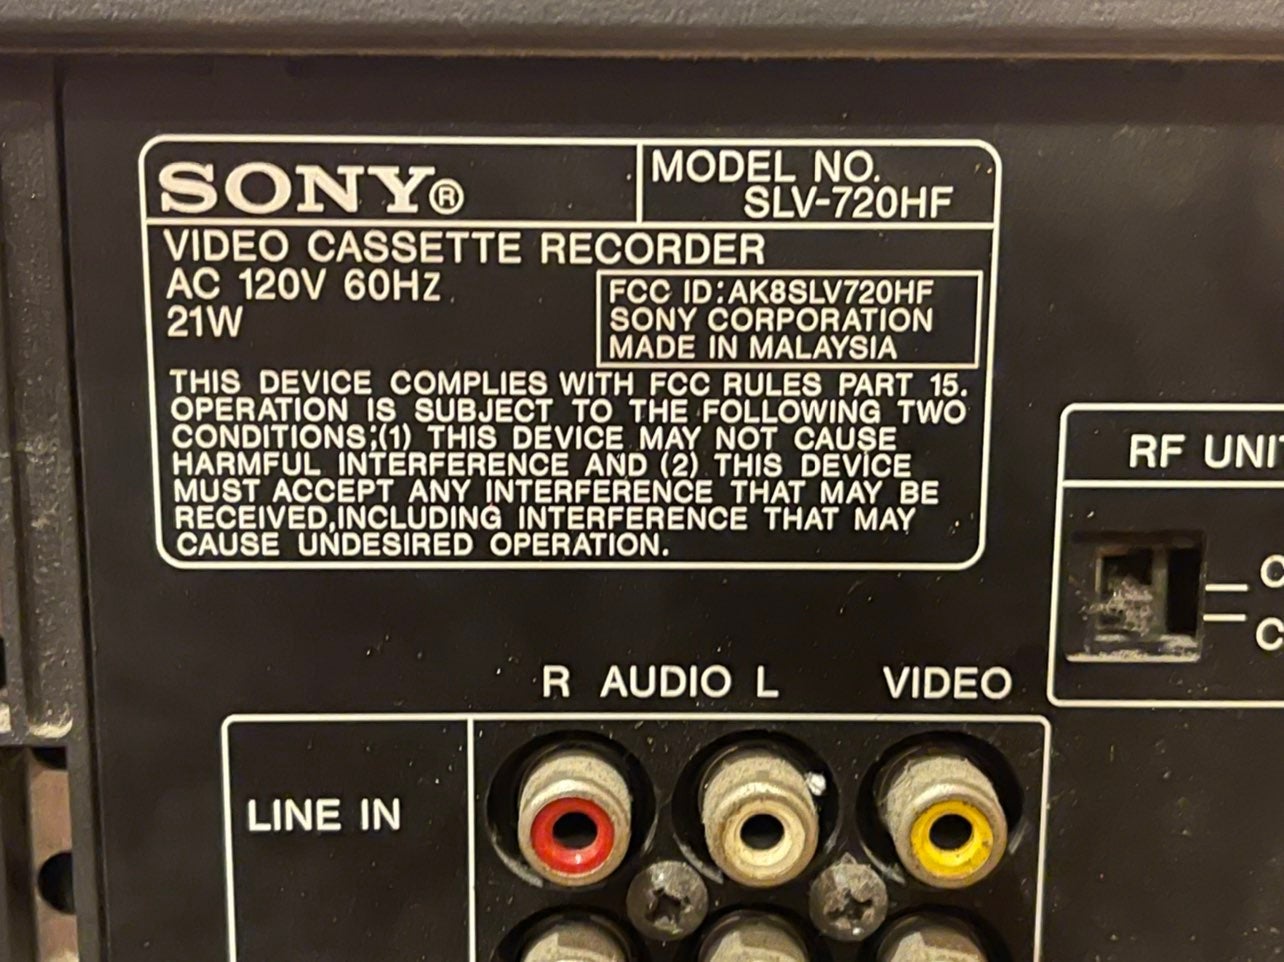 SONY®
MODEL NO.
SLV-720HF
VIDEO CASSETTE RECORDER
AC 120V 60Hz
21W
FCC ID:AK8SLV720HF
SONY CORPORATION
MADE IN MALAYSIA
THIS DEVICE COMPLIES WITH FCC RULES PART 15.
OPERATION IS SUBJECT TO THE FOLLOWING TWO
CONDITIONS;(1) THIS DEVICE MAY NOT CAUSE
HARMFUL INTERFERENCE AND (2) THIS DEVICE
MUST ACCEPT ANY INTERFERENCE THAT MAY BE
RECEIVED,INCLUDING INTERFERENCE THAT MAY
CAUSE UNDESIRED OPERATION.
RF
R AUDIO L
VIDEO
LINE IN